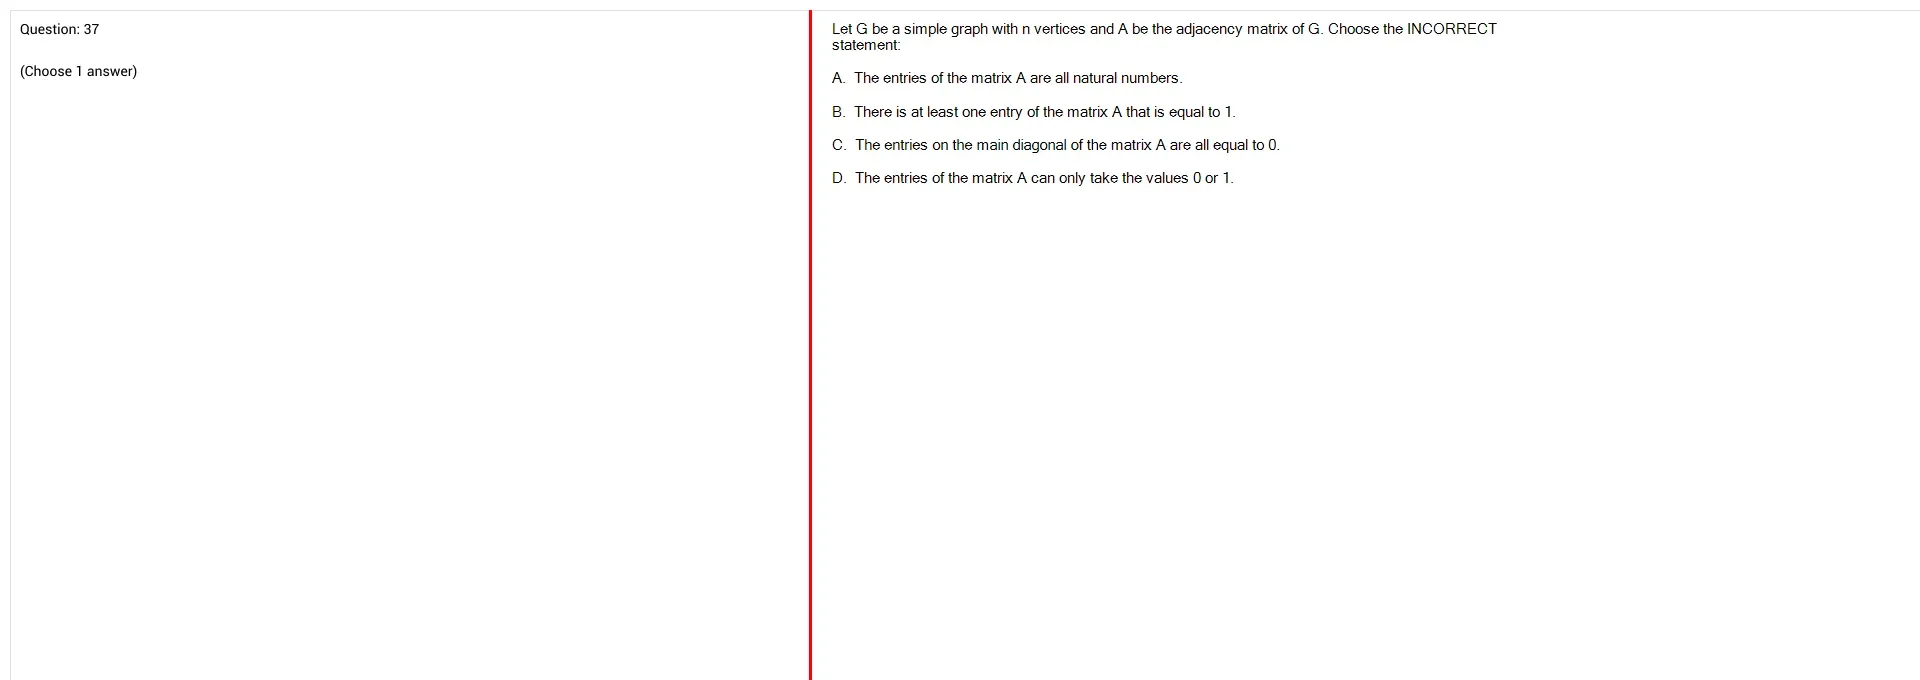 Question: 37
(Choose 1 answer)
Let G be a simple graph with n vertices and A be the adjacency matrix of G. Choose the INCORRECT
statement:
A. The entries of the matrix A are all natural numbers.
B. There is at least one entry of the matrix A that is equal to 1.
C. The entries on the main diagonal of the matrix A are all equal to 0.
D. The entries of the matrix A can only take the values 0 or 1.